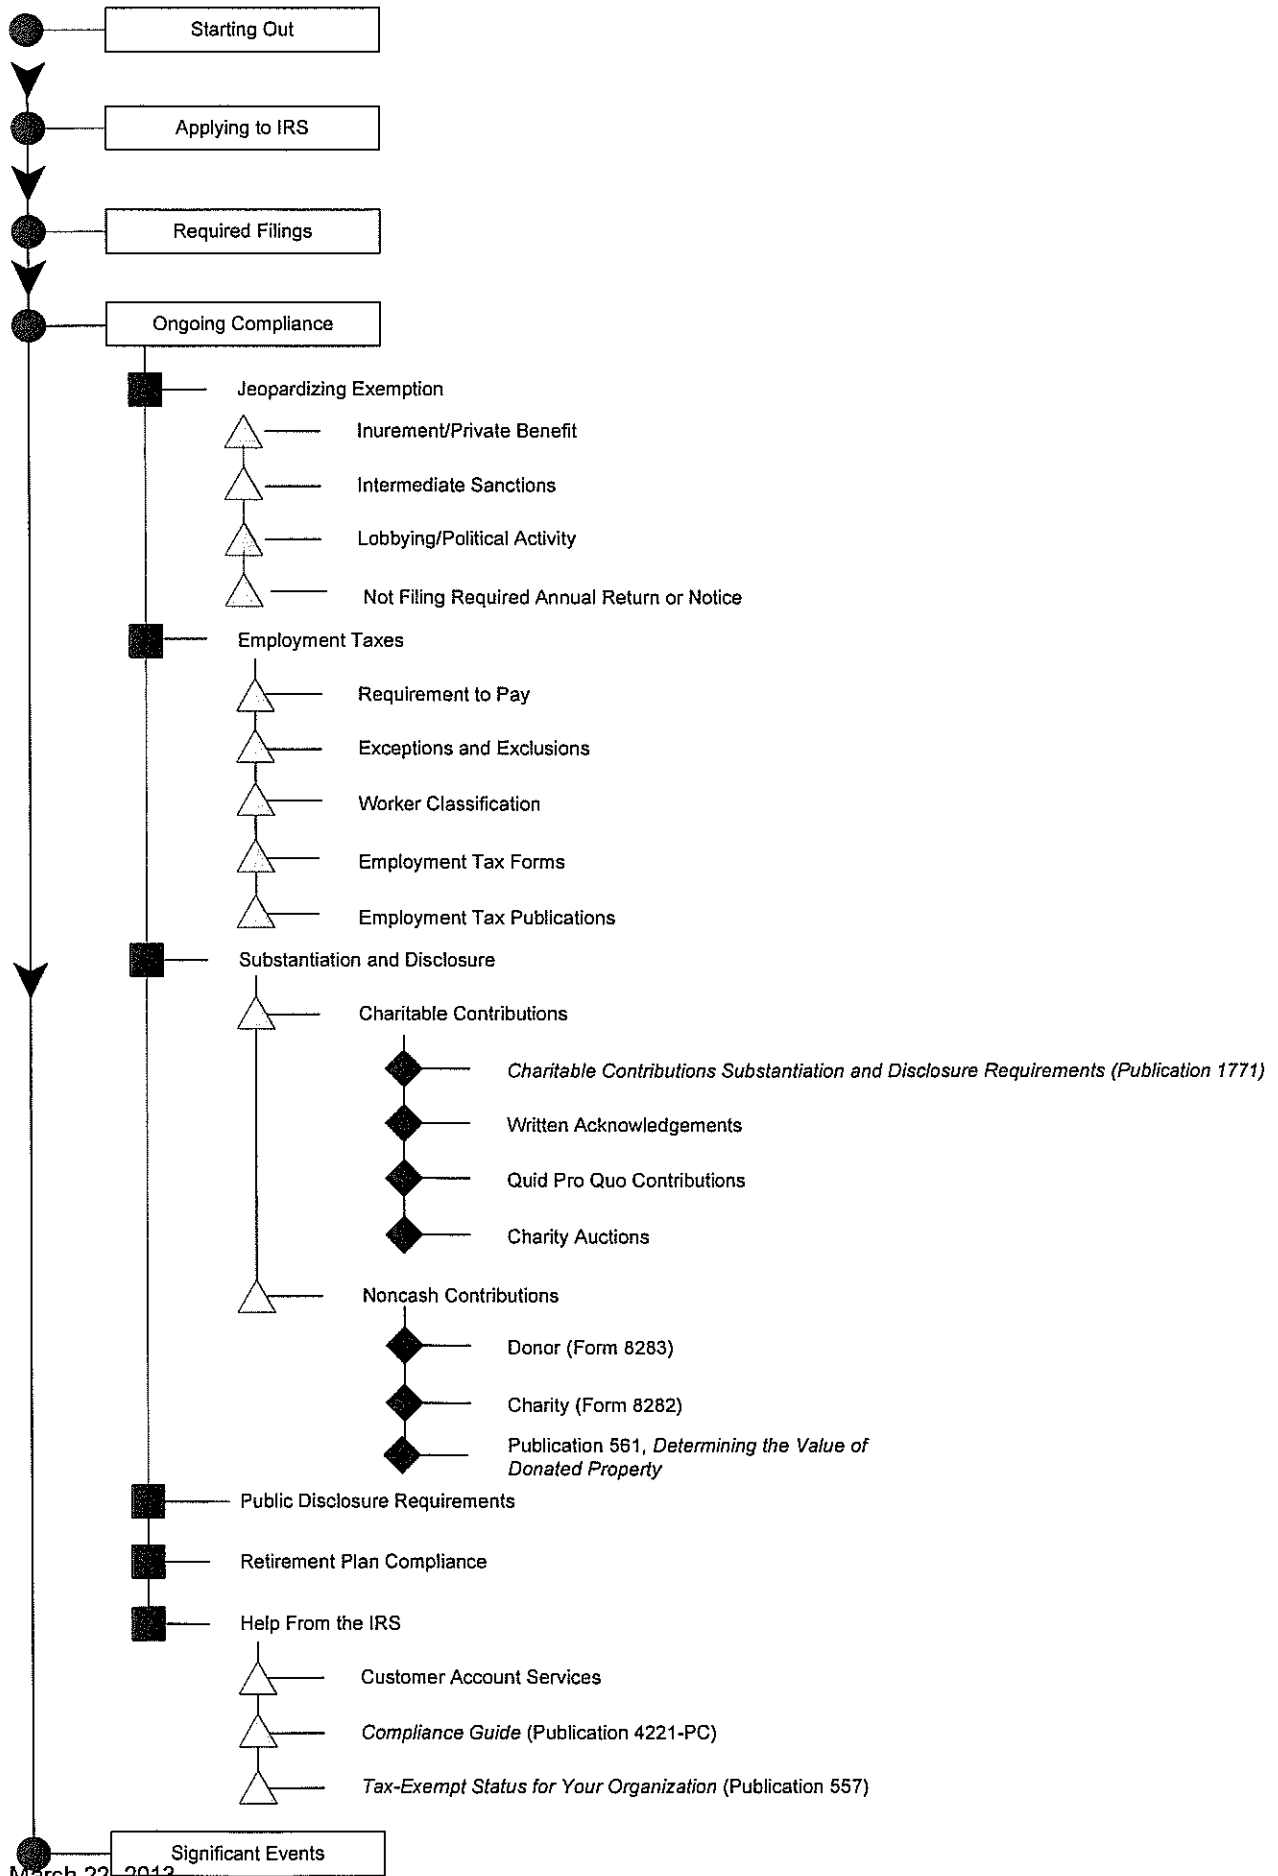 Starting Out
Applying to IRS
Required Filings
Ongoing Compliance
Jeopardizing Exemption
Inurement/Private Benefit
Intermediate Sanctions
Lobbying/Political Activity
Not Filing Required Annual Return or Notice
Employment Taxes
Requirement to Pay
Exceptions and Exclusions
Worker Classification
Employment Tax Forms
Employment Tax Publications
Substantiation and Disclosure
Charitable Contributions
Charitable Contributions Substantiation and Disclosure Requirements (Publication 1771)
Written Acknowledgements
Quid Pro Quo Contributions
Charity Auctions
Noncash Contributions
Donor (Form 8283)
Charity (Form 8282)
Publication 561, Determining the Value of
Donated Property
Public Disclosure Requirements
Retirement Plan Compliance
Help From the IRS
Customer Account Services
Compliance Guide (Publication 4221-PC)
Tax-Exempt Status for Your Organization (Publication 557)
Significant Events
March 22, 2013